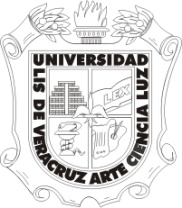 UNIVERSIDAD
LIS DE VERACRUZ ARTE CIENCIA LUZ
LEX